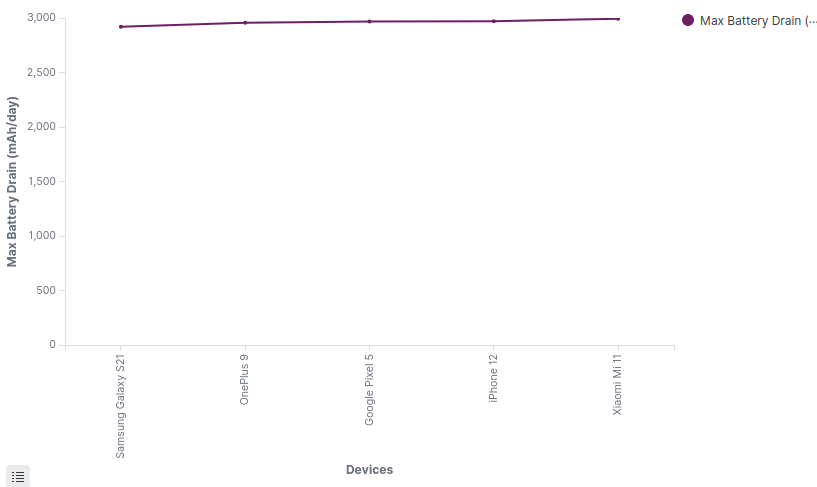 3,000
2,500
2,000
1,500
1,000
500
0
Max Battery Drain (mAh/day)
Samsung Galaxy S21
OnePlus 9
Google Pixel 5
iPhone 12
Xiaomi Mi 11
Devices
Max Battery Drain (...